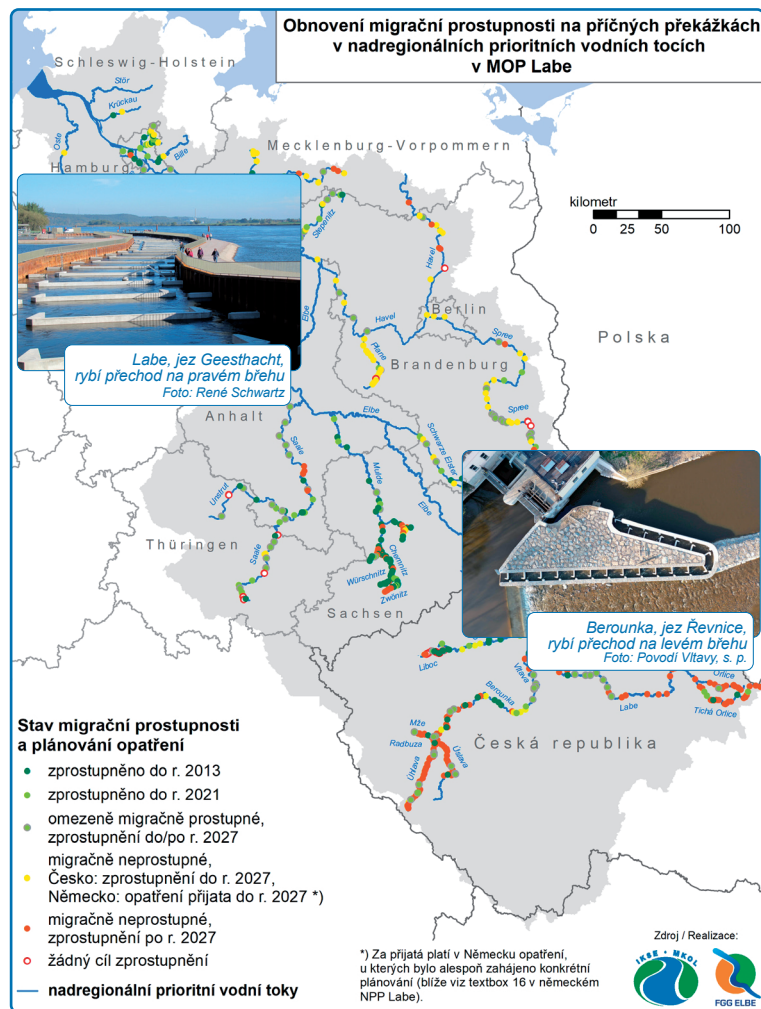 Obnovení migrační prostupnosti na příčných překážkách
v nadregionálních prioritních vodních tocích
v MOP Labe
Schleswig-Holstein
Stör
Krückau
Oste
Bille
Hamburg
Mecklenburg-Vorpommern
kilometr
0 25 50 100
Stepenitz
Havel
Elbe
Berlin
Havel
Spree
Polska
Plane
Brandenburg
Labe, jez Geesthacht,
rybí přechod na pravém břehu
Foto: René Schwartz
Anhalt
Elbe
Spree
Saale
Schwarze Elster
Mulde
Unstrut
Elbe
Thüringen
Saale
Chemnitz
Würschnitz
Zwönitz
Sachsen
Berounka, jez Řevnice,
rybí přechod na levém břehu
Foto: Povodí Vltavy, s. p.
Liboc
Vltava
Orlice
Berounka
Labe
Tichá Orlice
Mže
Radbuza
Úslava
Úhlava
Česká republika
Stav migrační prostupnosti
a plánování opatření
zprostupněno do r. 2013
zprostupněno do r. 2021
omezeně migračně prostupné,
zprostupnění do/po r. 2027
migračně neprostupné,
Česko: zprostupnění do r. 2027,
Německo: opatření přijata do r. 2027 *)
migračně neprostupné,
zprostupnění po r. 2027
žádný cíl zprostupnění
nadregionální prioritní vodní toky
*) Za přijatá platí v Německu opatření,
u kterých bylo alespoň zahájeno konkrétní
plánování (blíže viz textbox 16 v německém
NPP Labe).
Zdroj / Realizace:
IKSE - MKOL
FGG ELBE